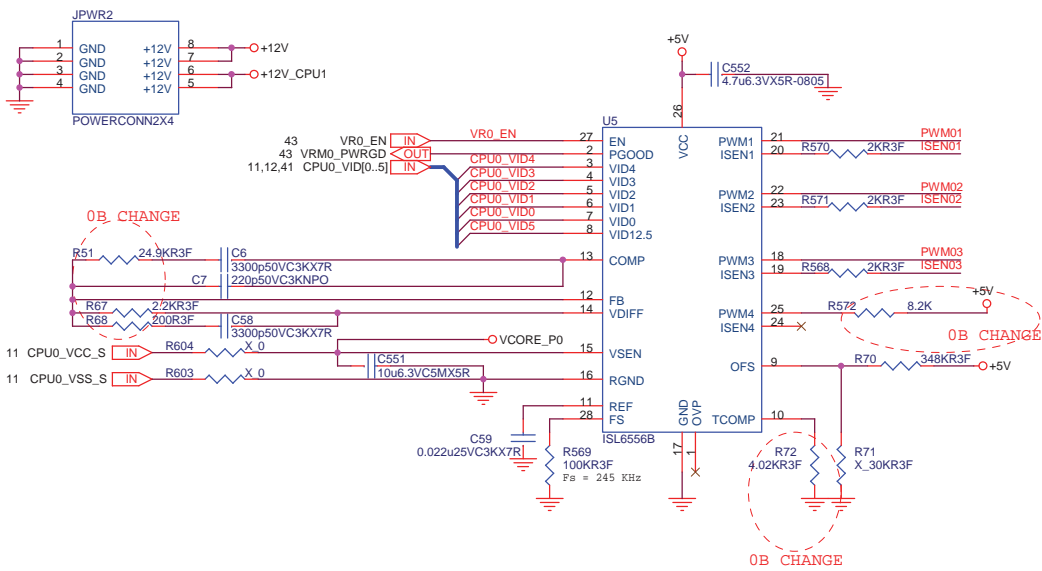 JPWR2
1 GND +12V 8 +12V
2 GND +12V 7
3 GND +12V 6 +12V_CPU1
4 GND +12V 5
POWERCONN2X4
+5V
C552
4.7u6.3VX5R-0805
26
U5
VCC
43 VR0_EN IN VR0_EN 27 EN
43 VRM0_PWRGD OUT 2 PGOOD
11,12,41 CPU0_VID[0..5] IN
CPU0_VID4 3 VID4
CPU0_VID3 4 VID3
CPU0_VID2 5 VID2
CPU0_VID1 6 VID1
CPU0_VID0 7 VID0
CPU0_VID5 8 VID12.5
PWM1 21 PWM01
ISEN1 20 R570 2KR3F ISEN01
PWM2 22 PWM02
ISEN2 23 R571 2KR3F ISEN02
PWM3 18 PWM03
ISEN3 19 R568 2KR3F ISEN03
+5V
PWM4 25 R572 8.2K
ISEN4 24
0B CHANGE
OFS 9 R70 348KR3F +5V
TCOMP 10
0B CHANGE
R51 24.9KR3F C6 13 COMP
3300p50VC3KX7R
C7 220p50VC3KNPO
12 FB
R67 2.2KR3F 14 VDIFF
R68 200R3F C58
3300p50VC3KX7R
VCORE_P0
11 CPU0_VCC_S IN R604 X_0 15 VSEN
C551
10u6.3VC5MX5R
11 CPU0_VSS_S IN R603 X_0 16 RGND
11 REF
28 FS
C59
0.022u25VC3KX7R
R569
100KR3F
Fs = 245 KHz
ISL6556B
GND OVP
17 1
R72
4.02KR3F
R71
X_30KR3F
0B CHANGE